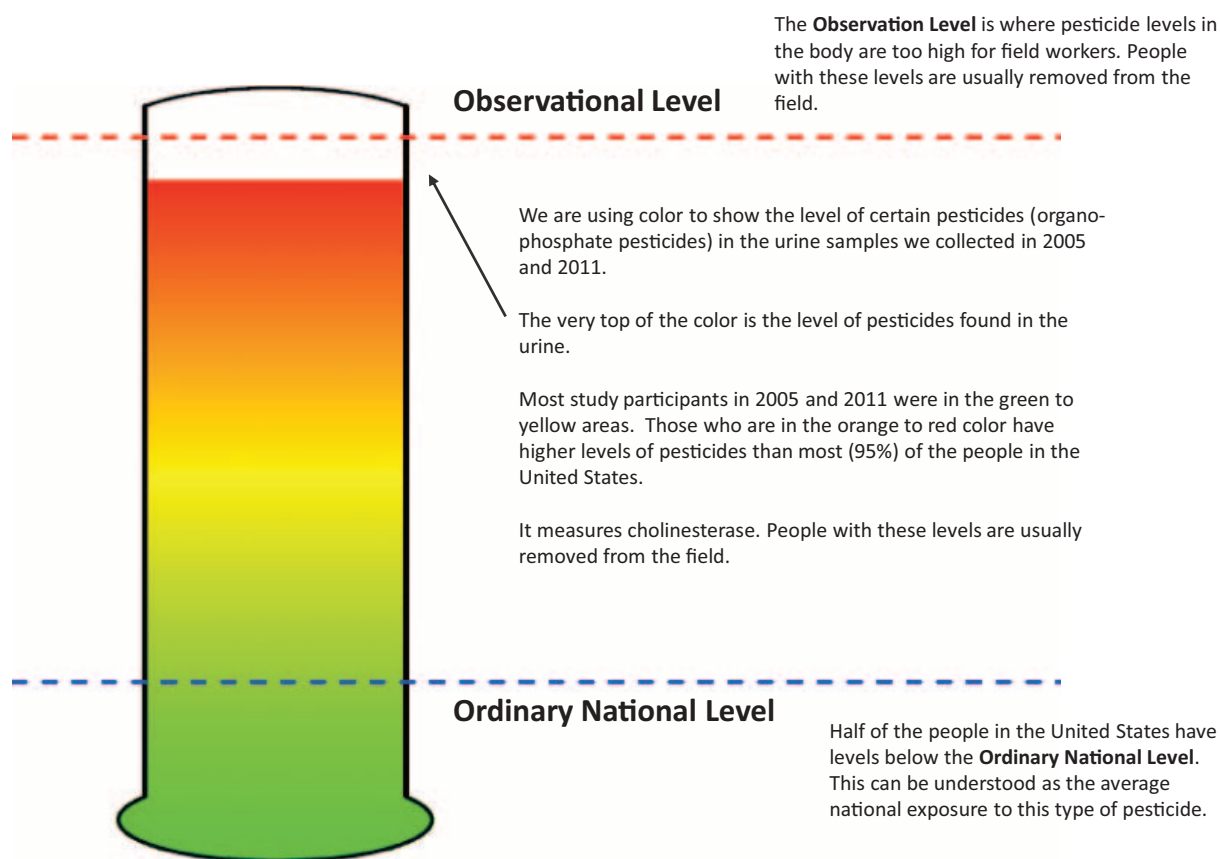 The Observation Level is where pesticide levels in
the body are too high for field workers. People
with these levels are usually removed from the
field.
Observational Level
We are using color to show the level of certain pesticides (organo-
phosphate pesticides) in the urine samples we collected in 2005
and 2011.
The very top of the color is the level of pesticides found in the
urine.
Most study participants in 2005 and 2011 were in the green to
yellow areas. Those who are in the orange to red color have
higher levels of pesticides than most (95%) of the people in the
United States.
It measures cholinesterase. People with these levels are usually
removed from the field.
Ordinary National Level
Half of the people in the United States have
levels below the Ordinary National Level.
This can be understood as the average
national exposure to this type of pesticide.